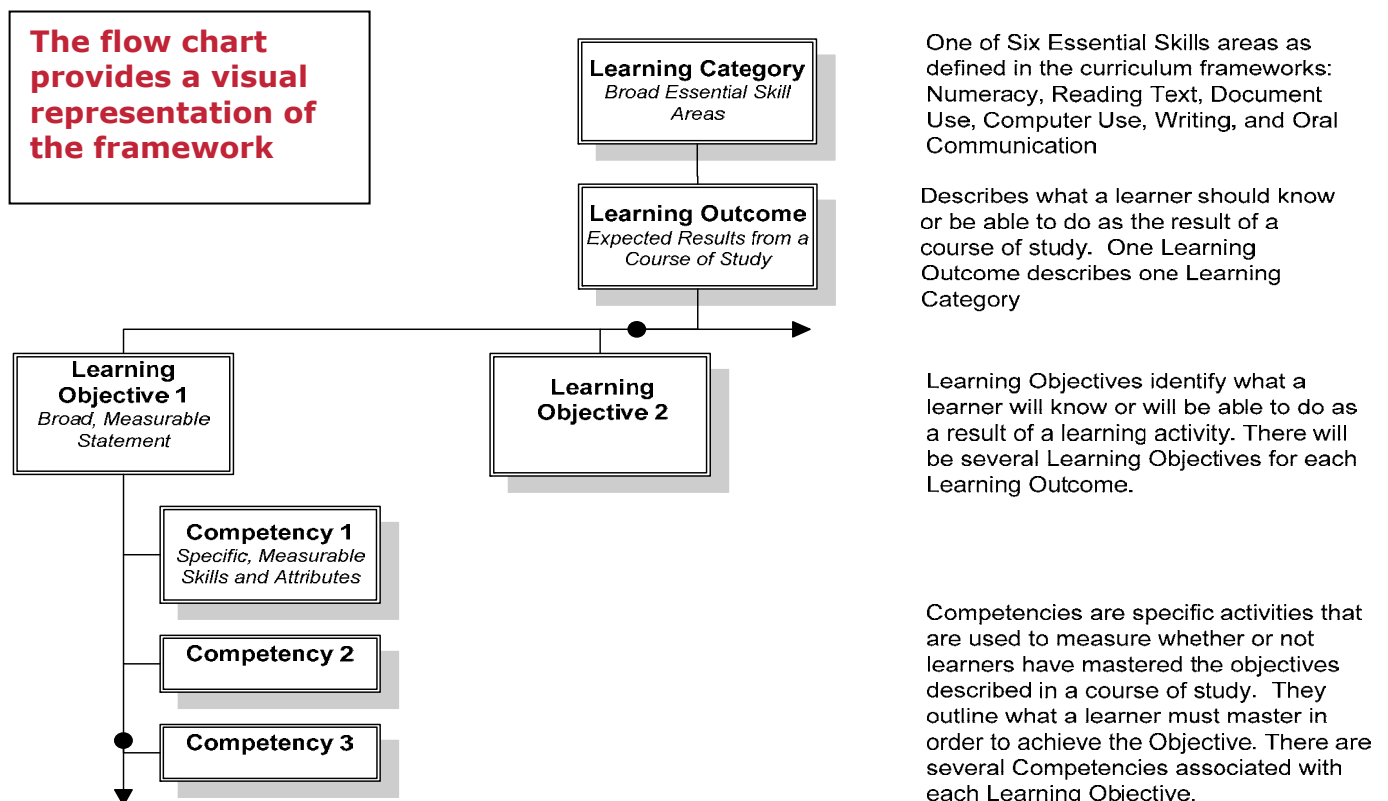 The flow chart
provides a visual
representation of
the framework
Learning Category
Broad Essential Skill
Areas
One of Six Essential Skills areas as
defined in the curriculum frameworks:
Numeracy, Reading Text, Document
Use, Computer Use, Writing, and Oral
Communication
Learning Outcome
Expected Results from a
Course of Study
Describes what a learner should know
or be able to do as the result of a
course of study.  One Learning
Outcome describes one Learning
Category
Learning
Objective 1
Broad, Measurable
Statement
Learning
Objective 2
Learning Objectives identify what a
learner will know or will be able to do as
a result of a learning activity. There will
be several Learning Objectives for each
Learning Outcome.
Competency 1
Specific, Measurable
Skills and Attributes
Competency 2
Competency 3
Competencies are specific activities that
are used to measure whether or not
learners have mastered the objectives
described in a course of study.  They
outline what a learner must master in
order to achieve the Objective. There are
several Competencies associated with
each Learning Objective.